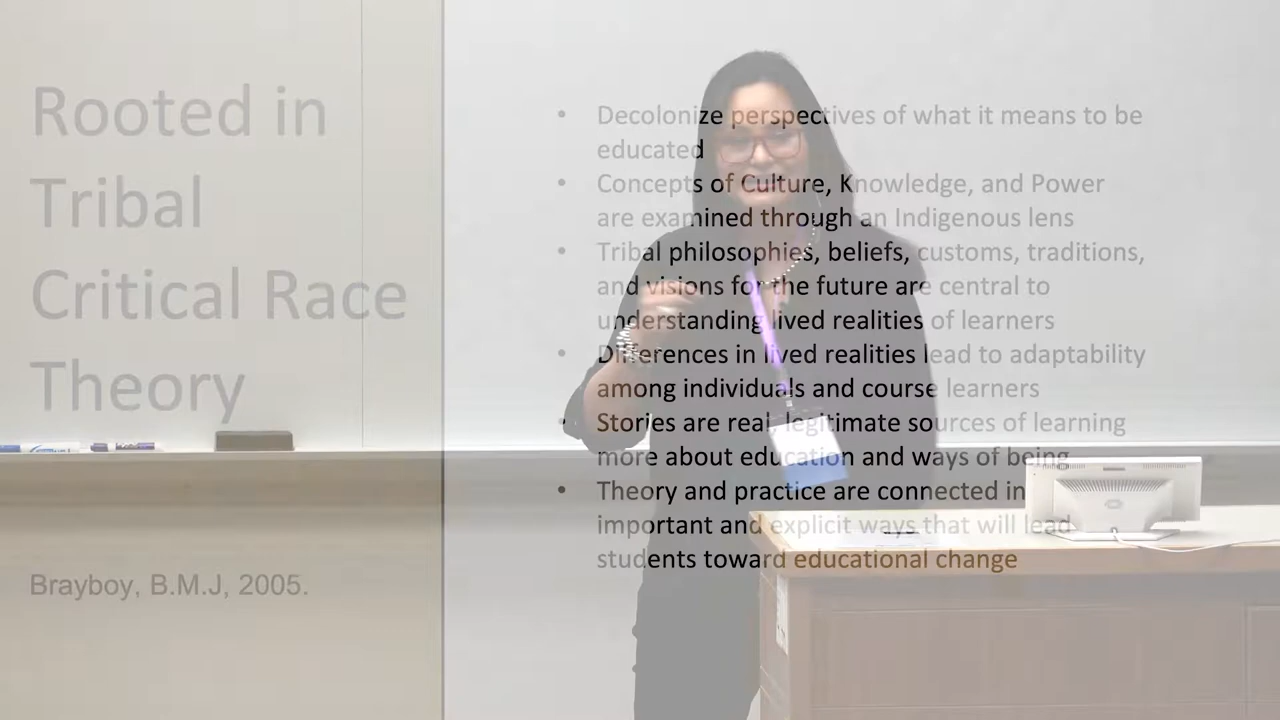 Rooted in
Tribal
Critical Race
Theory
Brayboy, B.M.J, 2005.
• Decolonize perspectives of what it means to be
educated
• Concepts of Culture, Knowledge, and Power
are examined through an Indigenous lens
• Tribal philosophies, beliefs, customs, traditions,
and visions for the future are central to
understanding lived realities of learners
• Differences in lived realities lead to adaptability
among individuals and course learners
• Stories are real, legitimate sources of learning
more about education and ways of being
• Theory and practice are connected in
important and explicit ways that will lead
students toward educational change